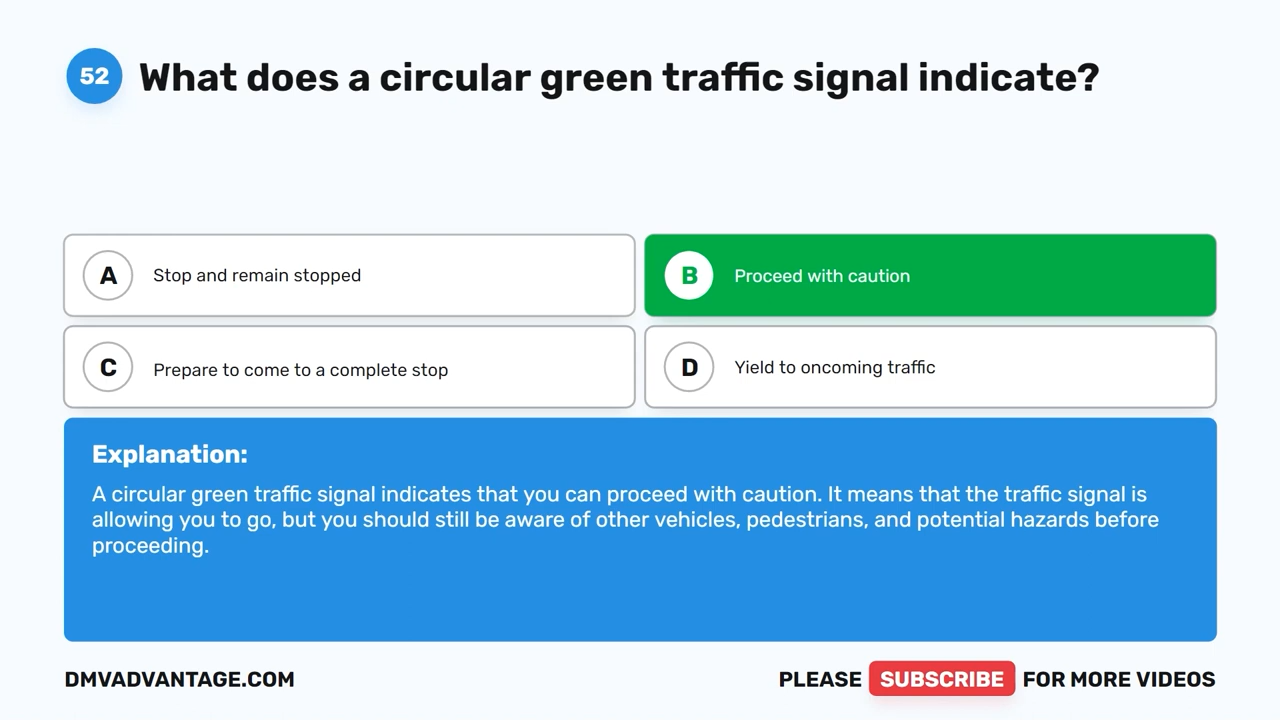 52 What does a circular green traffic signal indicate?
A Stop and remain stopped
B Proceed with caution
C Prepare to come to a complete stop
D Yield to oncoming traffic
Explanation:
A circular green traffic signal indicates that you can proceed with caution. It means that the traffic signal is
allowing you to go, but you should still be aware of other vehicles, pedestrians, and potential hazards before
proceeding.
DMVADVANTAGE.COM
PLEASE SUBSCRIBE FOR MORE VIDEOS